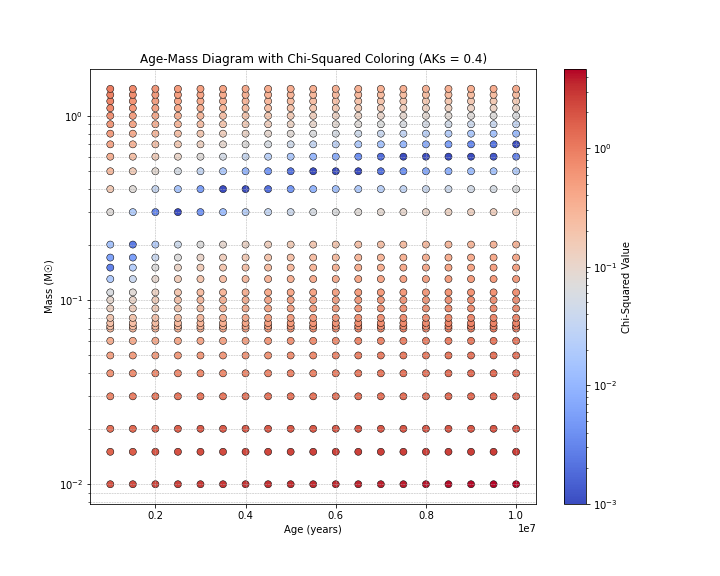 Age-Mass Diagram with Chi-Squared Coloring (AKs = 0.4)
10⁰
10⁻¹
10⁻²
Mass (M☉)
0.2
0.4
0.6
0.8
1.0
1e7
Age (years)
10⁰
10⁻¹
10⁻²
10⁻³
Chi-Squared Value